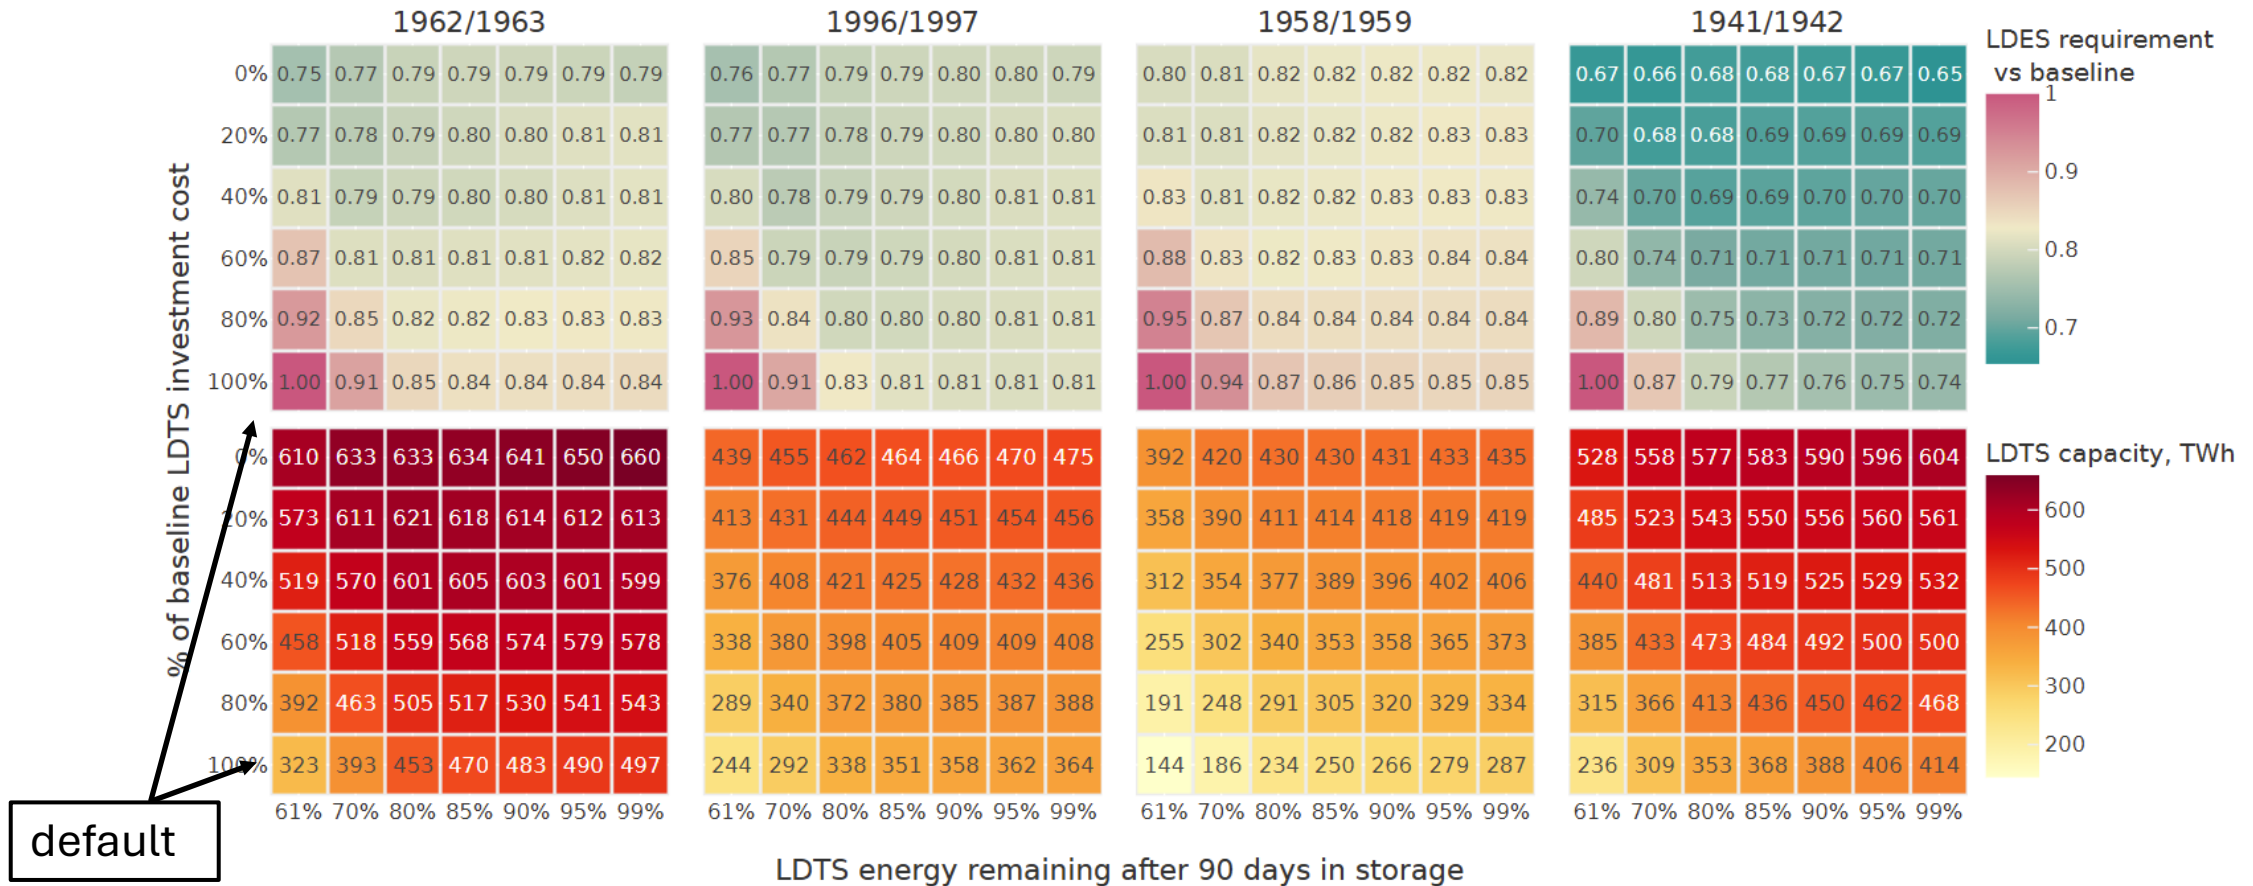 1962/1963 1996/1997 1958/1959 1941/1942
LDES requirement
vs baseline
0% 0.75 0.77 0.79 0.79 0.79 0.79 0.79 0.76 0.77 0.79 0.79 0.80 0.80 0.79 0.80 0.81 0.82 0.82 0.82 0.82 0.82 0.67 0.66 0.68 0.68 0.67 0.67 0.65
1
20% 0.77 0.78 0.79 0.80 0.80 0.81 0.81 0.77 0.77 0.78 0.79 0.80 0.80 0.80 0.81 0.81 0.82 0.82 0.82 0.83 0.83 0.70 0.68 0.68 0.69 0.69 0.69 0.69
0.9
40% 0.81 0.79 0.79 0.80 0.80 0.81 0.81 0.80 0.78 0.79 0.79 0.80 0.81 0.81 0.83 0.81 0.82 0.82 0.83 0.83 0.83 0.74 0.70 0.69 0.69 0.70 0.70 0.70
60% 0.87 0.81 0.81 0.81 0.81 0.82 0.82 0.85 0.79 0.79 0.79 0.80 0.81 0.81 0.88 0.83 0.82 0.83 0.83 0.84 0.84 0.80 0.74 0.71 0.71 0.71 0.71 0.71
0.8
80% 0.92 0.85 0.82 0.82 0.83 0.83 0.83 0.93 0.84 0.80 0.80 0.80 0.81 0.81 0.95 0.87 0.84 0.84 0.84 0.84 0.84 0.89 0.80 0.75 0.73 0.72 0.72 0.72
0.7
100% 1.00 0.91 0.85 0.84 0.84 0.84 0.84 1.00 0.91 0.83 0.81 0.81 0.81 0.81 1.00 0.94 0.87 0.86 0.85 0.85 0.85 1.00 0.87 0.79 0.77 0.76 0.75 0.74
% of baseline LDTS investment cost
LDTS capacity, TWh
0% 610 633 633 634 641 650 660 439 455 462 464 466 470 475 392 420 430 430 431 433 435 528 558 577 583 590 596 604
600
20% 573 611 621 618 614 612 613 413 431 444 449 451 454 456 358 390 411 414 418 419 419 485 523 543 550 556 560 561
500
40% 519 570 601 605 603 601 599 376 408 421 425 428 432 436 312 354 377 389 396 402 406 440 481 513 519 525 529 532
400
60% 458 518 559 568 574 579 578 338 380 398 405 409 409 408 255 302 340 353 358 365 373 385 433 473 484 492 500 500
300
80% 392 463 505 517 530 541 543 289 340 372 380 385 387 388 191 248 291 305 320 329 334 315 366 413 436 450 462 468
200
100% 323 393 453 470 483 490 497 244 292 338 351 358 362 364 144 186 234 250 266 279 287 236 309 353 368 388 406 414
61% 70% 80% 85% 90% 95% 99% 61% 70% 80% 85% 90% 95% 99% 61% 70% 80% 85% 90% 95% 99% 61% 70% 80% 85% 90% 95% 99%
default
LDTS energy remaining after 90 days in storage